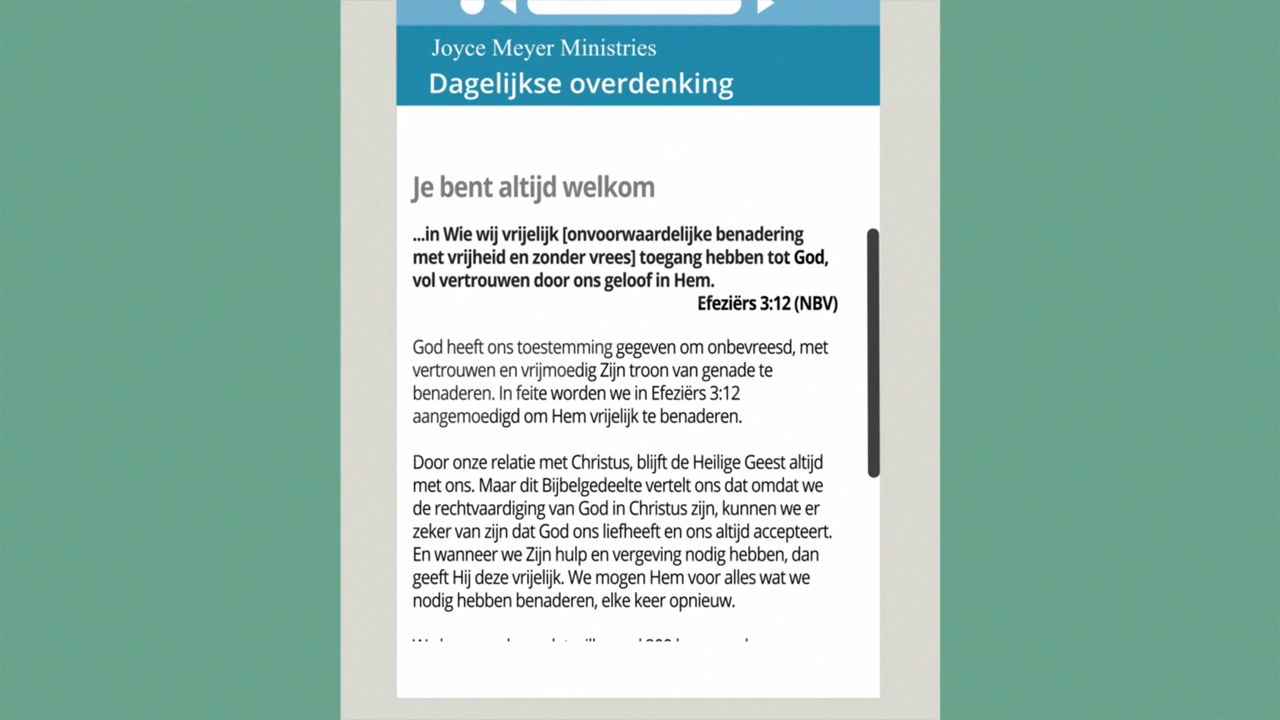 Joyce Meyer Ministries
Dagelijkse overdenking
Je bent altijd welkom
...in Wie wij vrijelijk [onvoorwaardelijke benadering
met vrijheid en zonder vrees] toegang hebben tot God,
vol vertrouwen door ons geloof in Hem.
Efeziërs 3:12 (NBV)
God heeft ons toestemming gegeven om onbevreesd, met
vertrouwen en vrijmoedig Zijn troon van genade te
benaderen. In feite worden we in Efeziërs 3:12
aangemoedigd om Hem vrijelijk te benaderen.
Door onze relatie met Christus, blijft de Heilige Geest altijd
met ons. Maar dit Bijbelgedeelte vertelt ons dat omdat we
de rechtvaardiging van God in Christus zijn, kunnen we er
zeker van zijn dat God ons liefheeft en ons altijd accepteert.
En wanneer we Zijn hulp en vergeving nodig hebben, dan
geeft Hij deze vrijelijk. We mogen Hem voor alles wat we
nodig hebben benaderen, elke keer opnieuw.